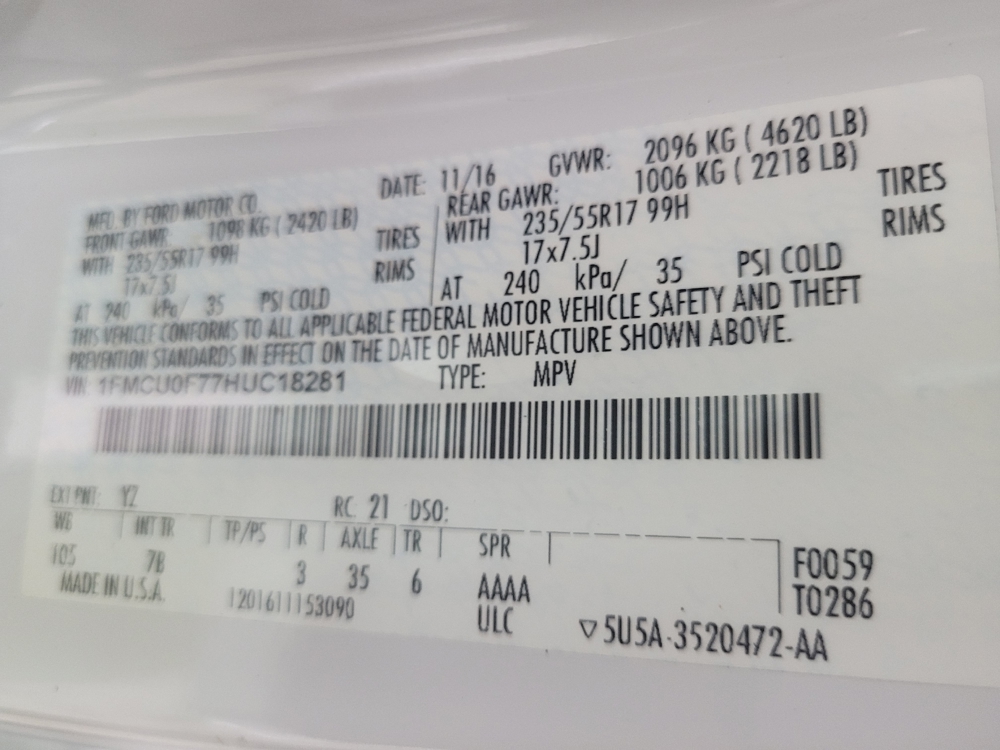 MFD. BY FORD MOTOR CO. DATE: 11/16 GVWR: 2096 KG ( 4620 LB)
FRONT GAWR: 1098 KG ( 2420 LB) REAR GAWR: 1006 KG ( 2218 LB)
WITH 235/55R17 99H TIRES WITH 235/55R17 99H TIRES
17x7.5J RIMS 17x7.5J RIMS
AT 240 kPa/ 35 PSI COLD AT 240 kPa/ 35 PSI COLD
THIS VEHICLE CONFORMS TO ALL APPLICABLE FEDERAL MOTOR VEHICLE SAFETY AND THEFT
PREVENTION STANDARDS IN EFFECT ON THE DATE OF MANUFACTURE SHOWN ABOVE.
VIN: 1FMCU0F77HUC18281 TYPE: MPV
EXT PNT: YZ RC: 21 DSO:
WB INT TR TP/PS R AXLE TR SPR
105 7B 3 35 6 AAAA F0059
MADE IN U.S.A. 1201611153090 ULC T0286
▽5U5A-3520472-AA